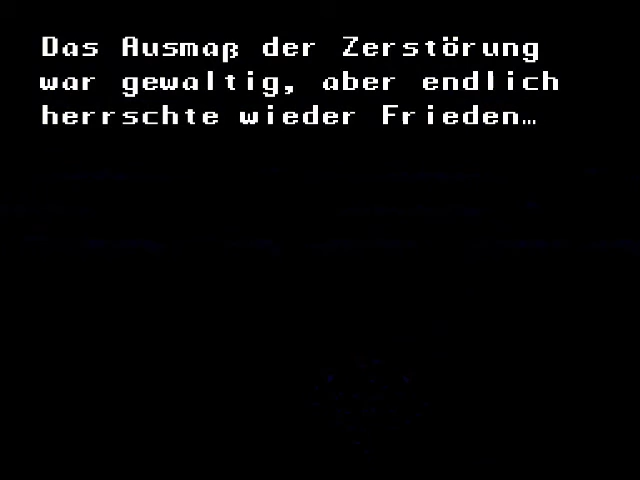 Das Ausmaß der Zerstörung
war gewaltig, aber endlich
herrschte wieder Frieden…